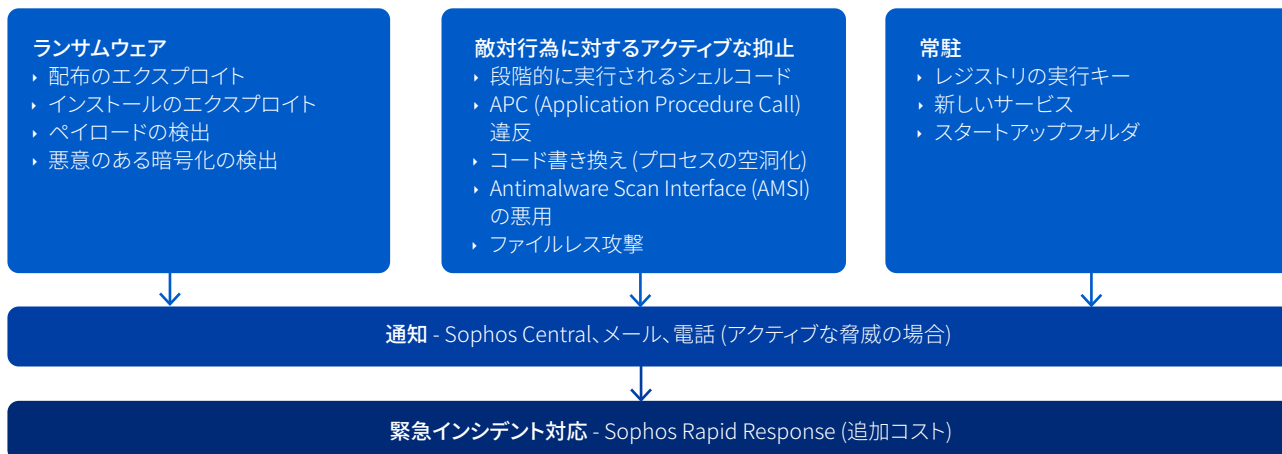 ランサムウェア
‣ 配布のエクスプロイト
‣ インストールのエクスプロイト
‣ ペイロードの検出
‣ 悪意のある暗号化の検出
敵対行為に対するアクティブな抑止
‣ 段階的に実行されるシェルコード
‣ APC (Application Procedure Call)
違反
‣ コード書き換え (プロセスの空洞化)
‣ Antimalware Scan Interface (AMSI)
の悪用
‣ ファイルレス攻撃
常駐
‣ レジストリの実行キー
‣ 新しいサービス
‣ スタートアップフォルダ
通知 - Sophos Central、メール、電話 (アクティブな脅威の場合)
緊急インシデント対応 - Sophos Rapid Response (追加コスト)